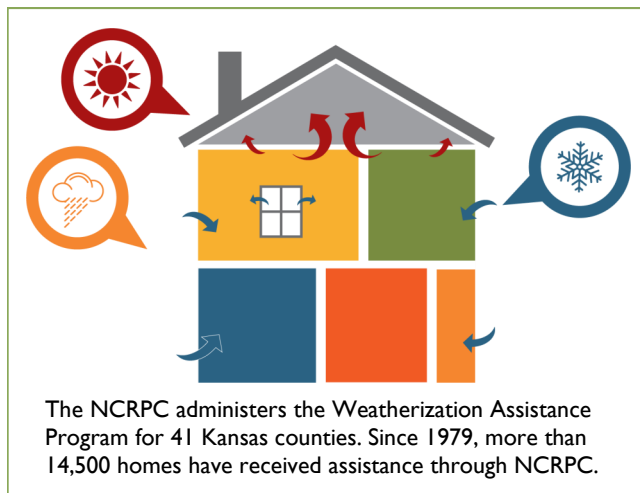 The NCRPC administers the Weatherization Assistance
Program for 41 Kansas counties. Since 1979, more than
14,500 homes have received assistance through NCRPC.